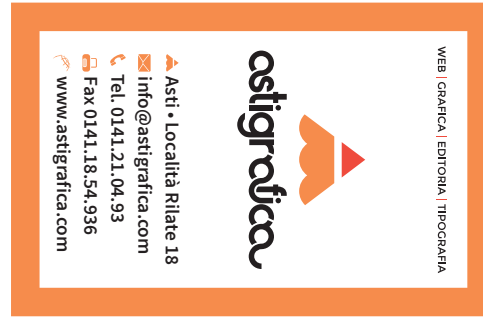 WEB | GRAFICA | EDITORIA | TIPOGRAFIA
astigrafica
Asti • Località Rilate 18
info@astigrafica.com
Tel. 0141.21.04.93
Fax 0141.18.54.936
www.astigrafica.com